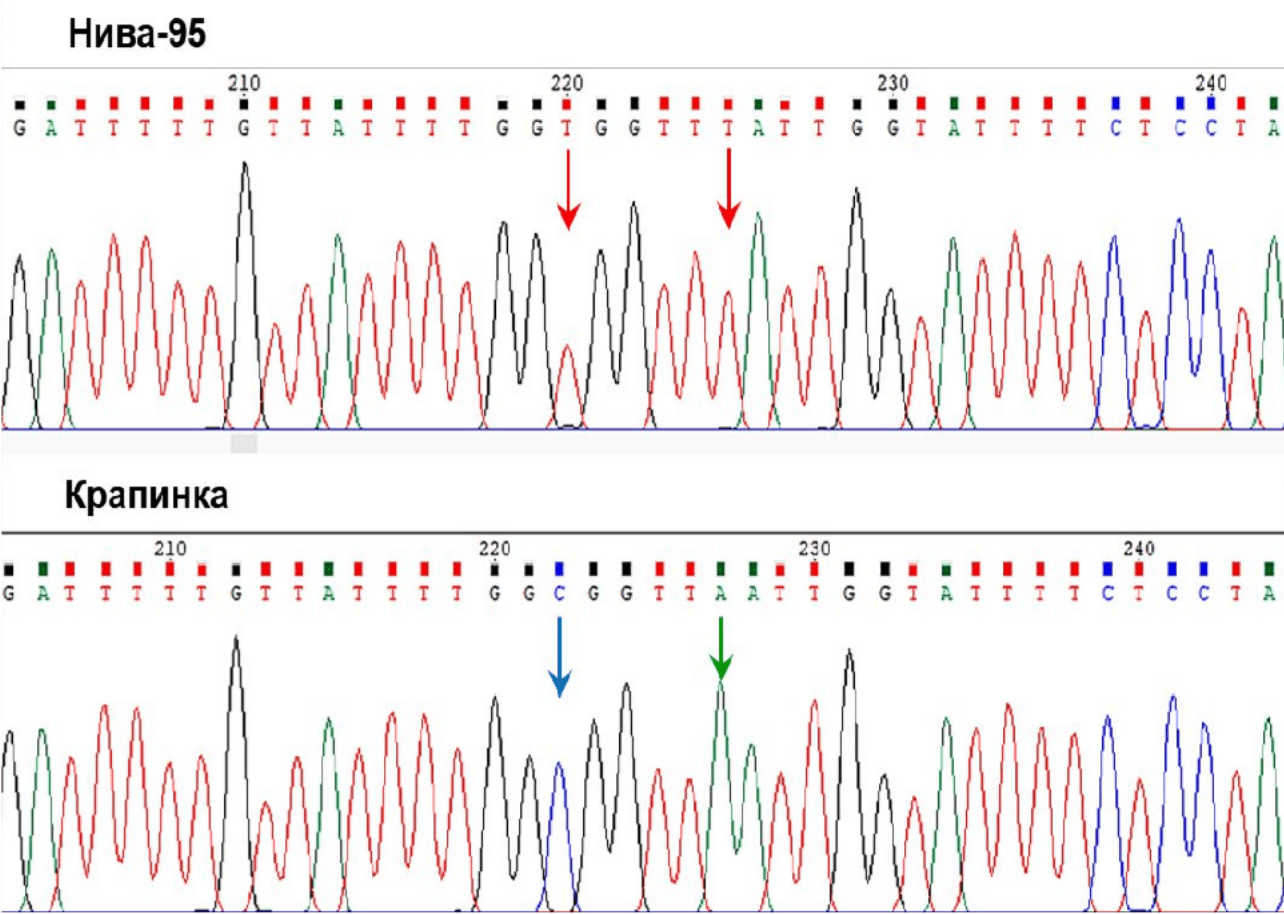 Нива-95
210 220 230 240
G A T T T T T G T T A T T T T G G T G G T T T A T T G G T A T T T T C T C C T A
Крапинка
210 220 230 240
G A T T T T T G T T A T T T T G G C G G T T A A T T G G T A T T T T C T C C T A